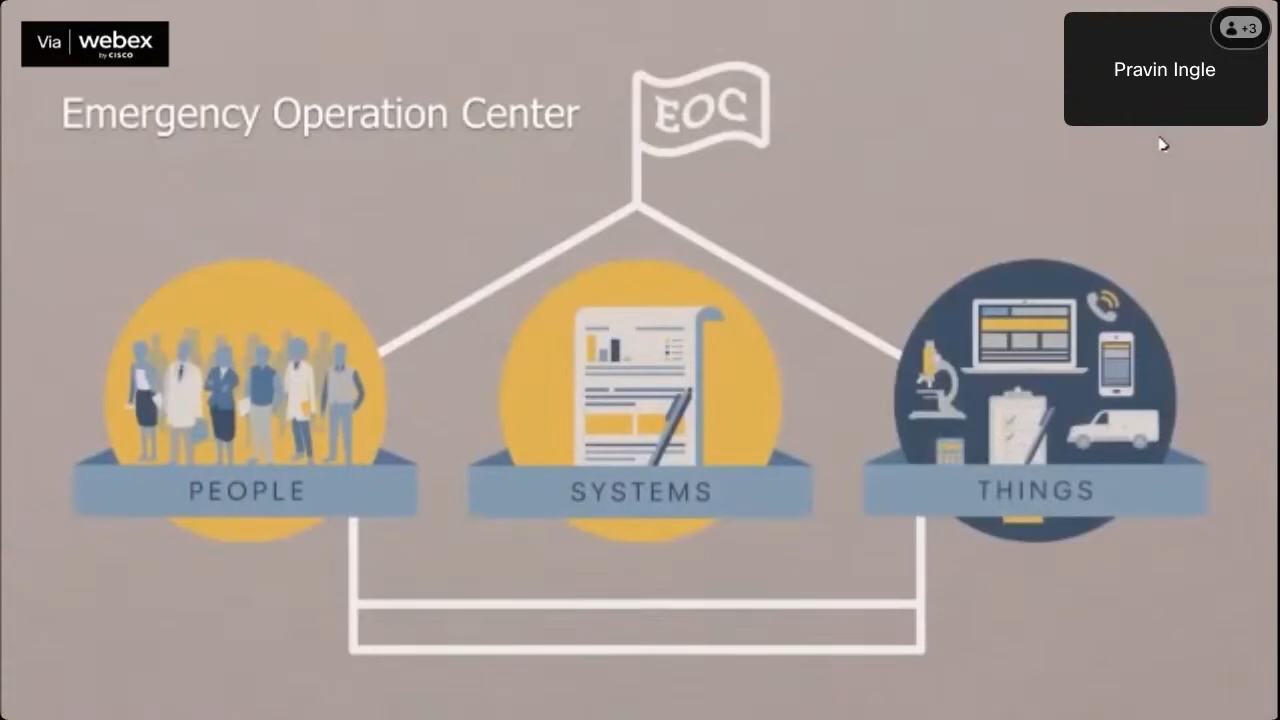 Via webex
by CISCO
+3
Pravin Ingle
Emergency Operation Center
EOC
PEOPLE
SYSTEMS
THINGS